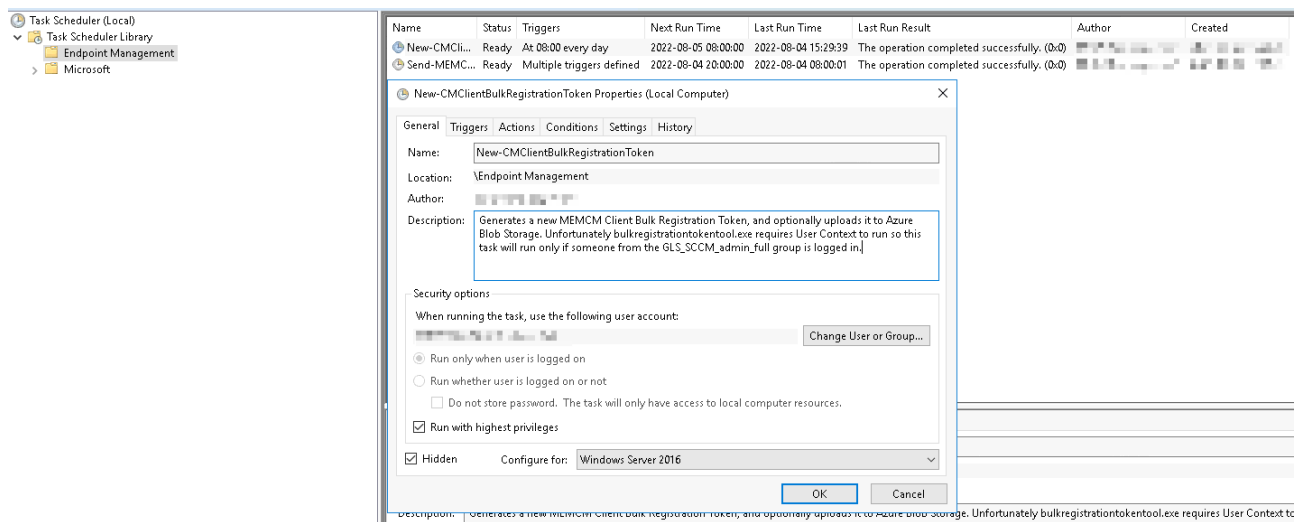 Task Scheduler (Local)
Task Scheduler Library
Endpoint Management
Microsoft
Name Status Triggers Next Run Time Last Run Time Last Run Result Author Created
New-CMCli... Ready At 08:00 every day 2022-08-05 08:00:00 2022-08-04 15:29:39 The operation completed successfully. (0x0)
Send-MEMC... Ready Multiple triggers defined 2022-08-04 20:00:00 2022-08-04 08:00:01 The operation completed successfully. (0x0)
New-CMClientBulkRegistrationToken Properties (Local Computer)
General Triggers Actions Conditions Settings History
Name: New-CMClientBulkRegistrationToken
Location: \Endpoint Management
Author:
Description: Generates a new MEMCM Client Bulk Registration Token, and optionally uploads it to Azure
Blob Storage. Unfortunately bulkregistrationtokentool.exe requires User Context to run so this
task will run only if someone from the GLS_SCCM_admin_full group is logged in.
Security options
When running the task, use the following user account:
Change User or Group...
Run only when user is logged on
Run whether user is logged on or not
Do not store password. The task will only have access to local computer resources.
Run with highest privileges
Hidden Configure for: Windows Server 2016
OK Cancel
Description: Generates a new MEMCM Client Bulk Registration Token, and optionally uploads it to Azure Blob Storage. Unfortunately bulkregistrationtokentool.exe requires User Context to